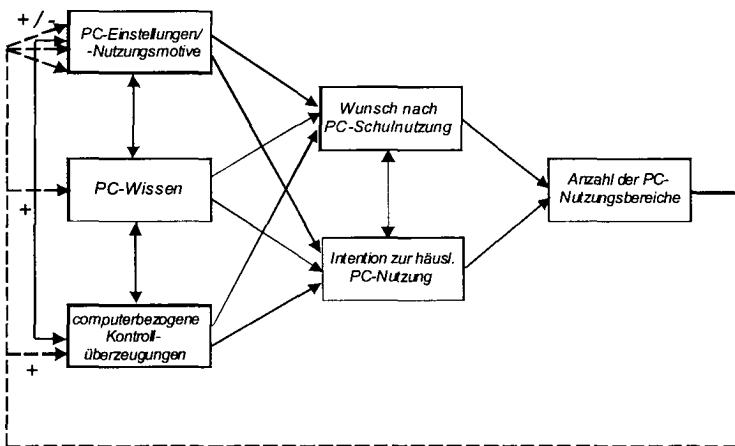 + / -
PC-Einstellungen/
-Nutzungsmotive
Wunsch nach
PC-Schulnutzung
PC-Wissen
+
Anzahl der PC-
Nutzungsbereiche
Intention zur häusl.
PC-Nutzung
computerbezogene
Kontroll-
überzeugungen
+